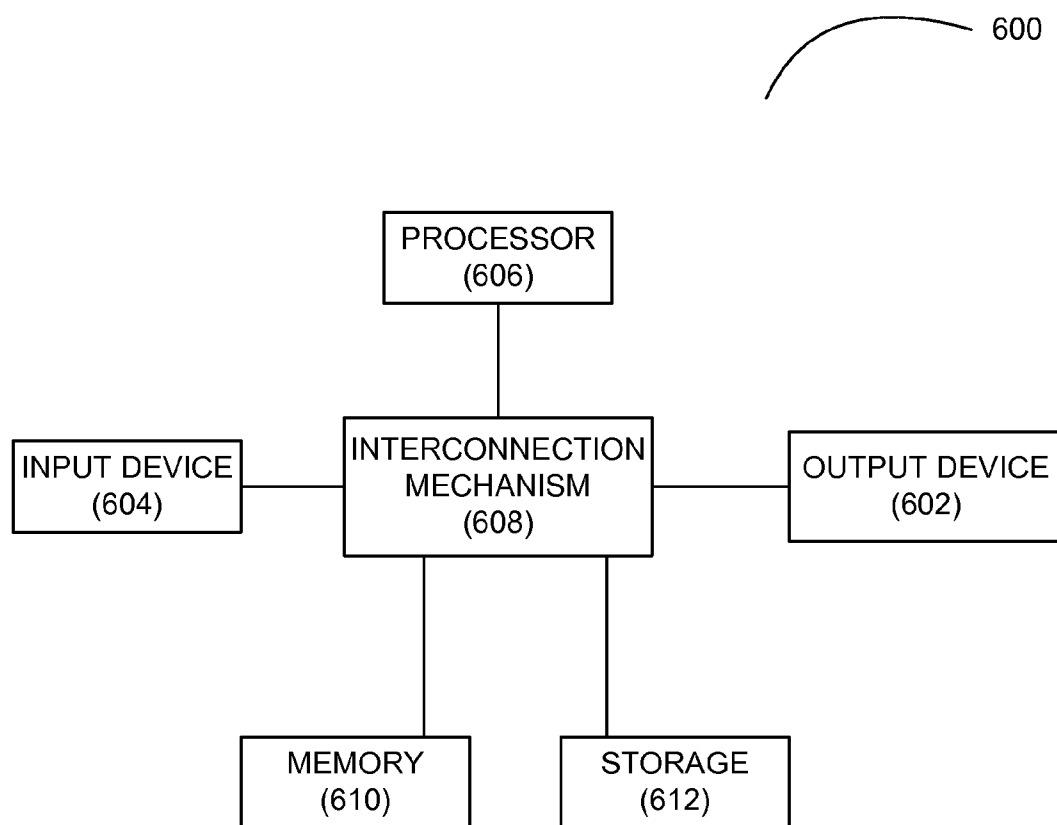 600
PROCESSOR
(606)
INPUT DEVICE
(604)
INTERCONNECTION
MECHANISM
(608)
OUTPUT DEVICE
(602)
MEMORY
(610)
STORAGE
(612)